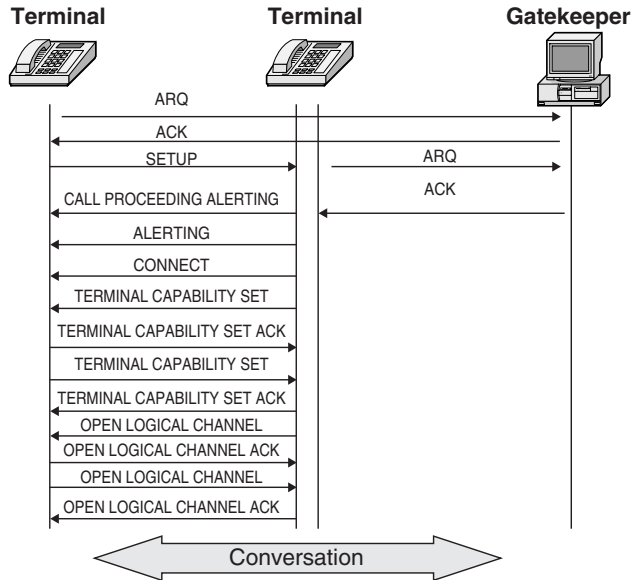 Terminal
Terminal
Gatekeeper
ARQ
ACK
SETUP
ARQ
ACK
CALL PROCEEDING ALERTING
ALERTING
CONNECT
TERMINAL CAPABILITY SET
TERMINAL CAPABILITY SET ACK
TERMINAL CAPABILITY SET
TERMINAL CAPABILITY SET ACK
OPEN LOGICAL CHANNEL
OPEN LOGICAL CHANNEL ACK
OPEN LOGICAL CHANNEL
OPEN LOGICAL CHANNEL ACK
Conversation